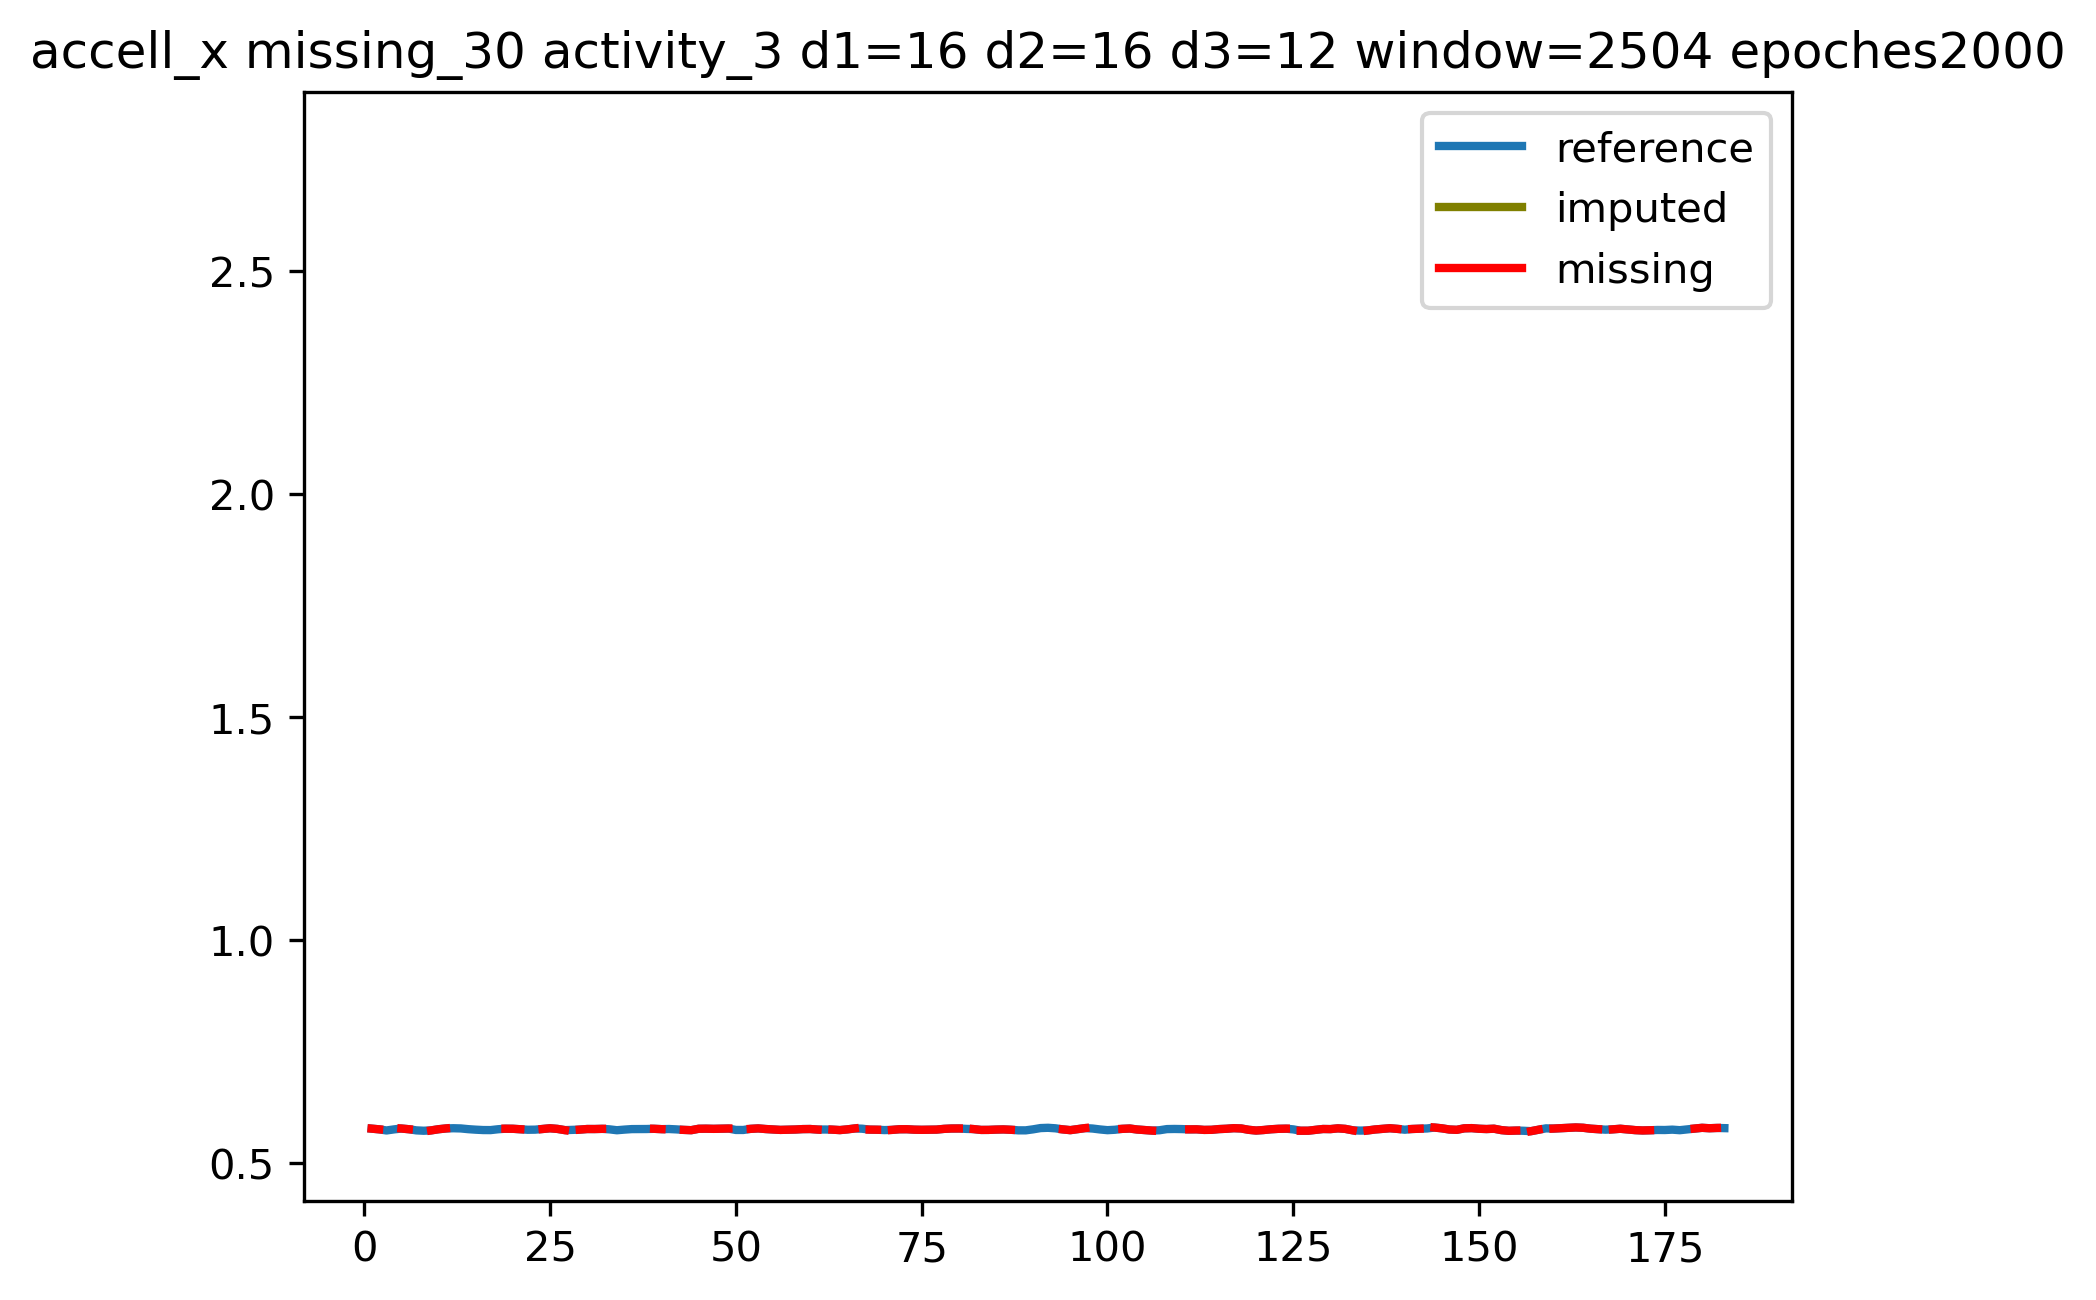 accell_x missing_30 activity_3 d1=16 d2=16 d3=12 window=2504 epoches2000
reference
imputed
missing
2.5
2.0
1.5
1.0
0.5
0 25 50 75 100 125 150 175